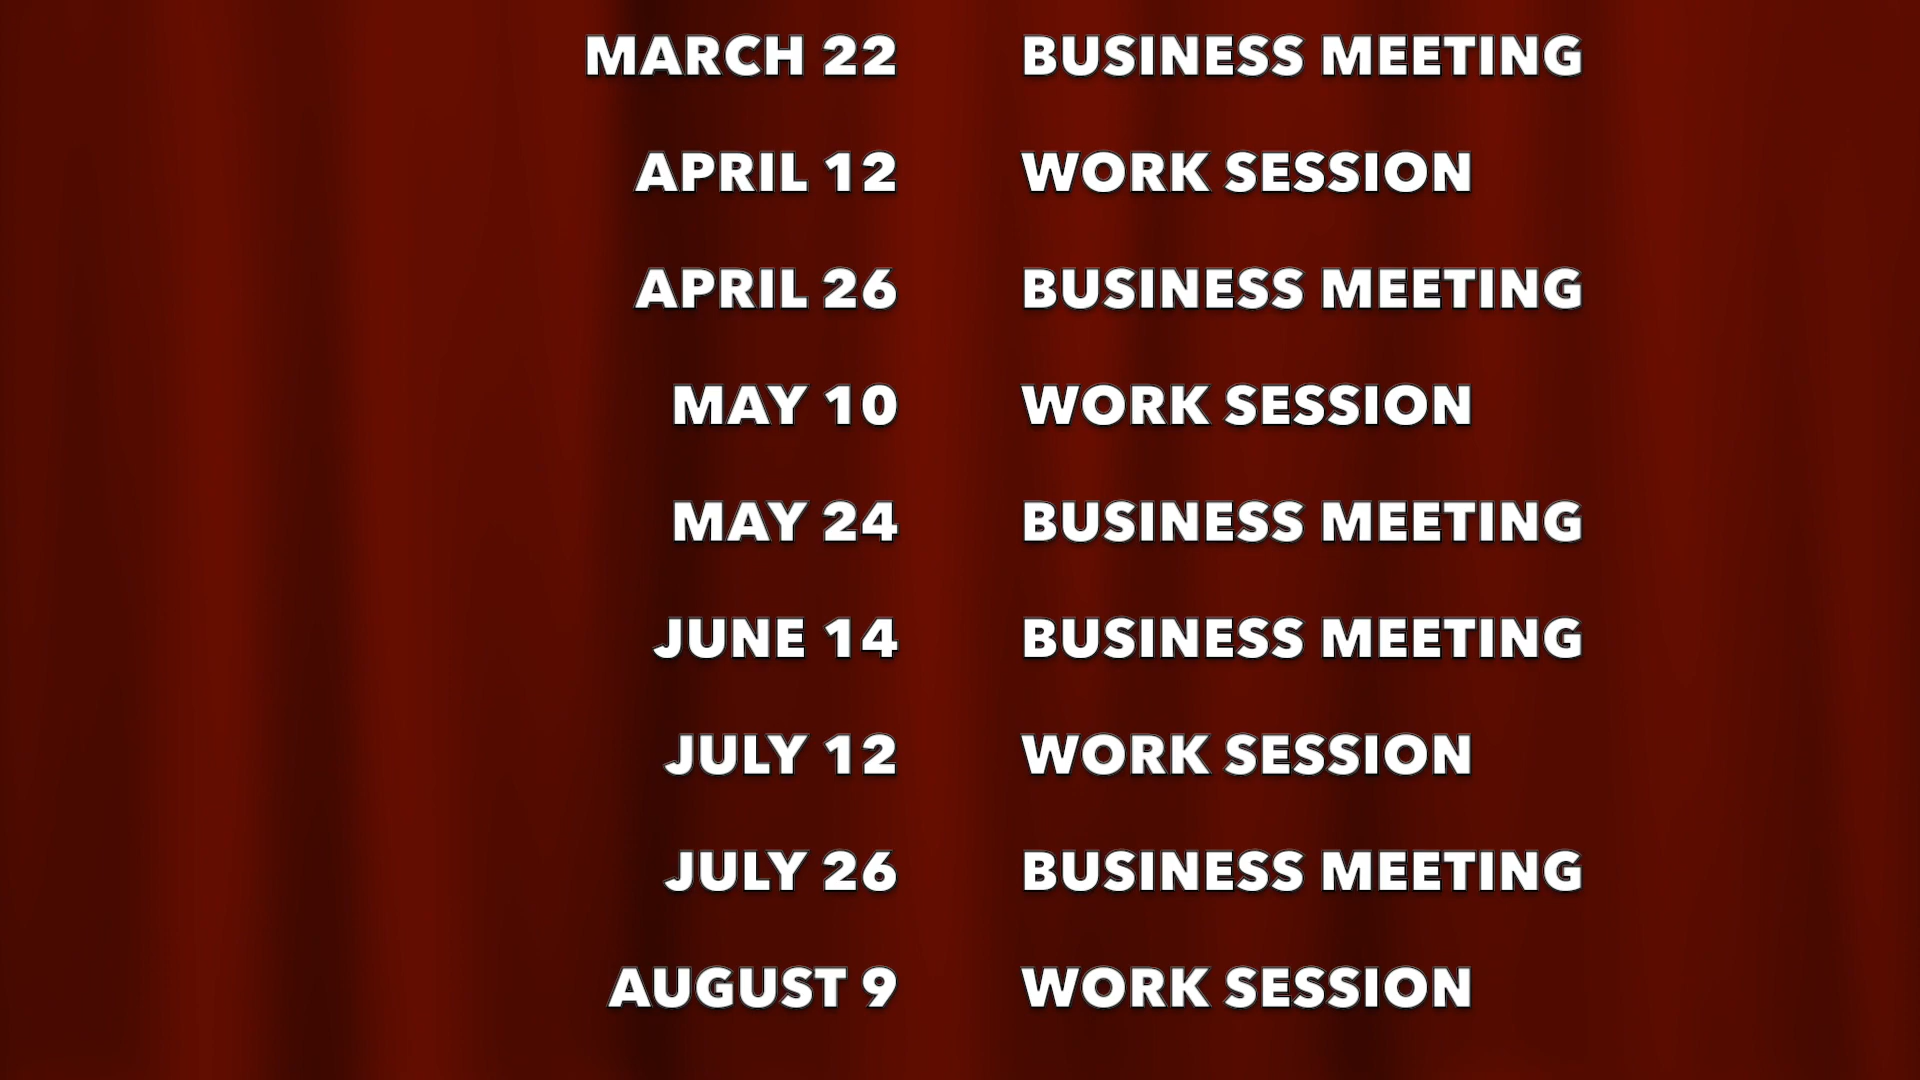 MARCH 22 BUSINESS MEETING
APRIL 12 WORK SESSION
APRIL 26 BUSINESS MEETING
MAY 10 WORK SESSION
MAY 24 BUSINESS MEETING
JUNE 14 BUSINESS MEETING
JULY 12 WORK SESSION
JULY 26 BUSINESS MEETING
AUGUST 9 WORK SESSION